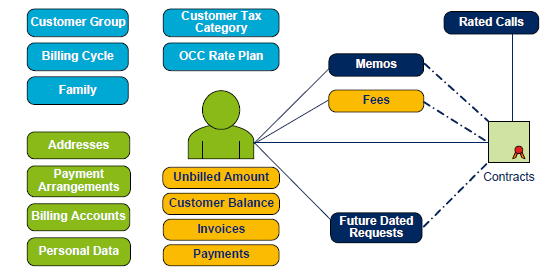 Customer Group
Billing Cycle
Family
Customer Tax
Category
OCC Rate Plan
Rated Calls
Memos
Fees
Addresses
Payment
Arrangements
Billing Accounts
Personal Data
Unbilled Amount
Customer Balance
Invoices
Payments
Future Dated
Requests
Contracts